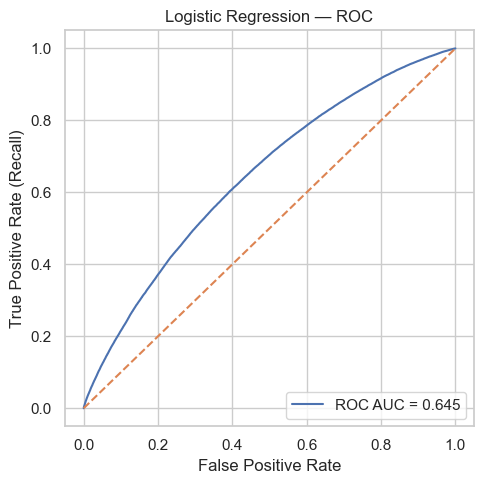 Logistic Regression — ROC
1.0
0.8
0.6
0.4
0.2
0.0
True Positive Rate (Recall)
ROC AUC = 0.645
0.0 0.2 0.4 0.6 0.8 1.0
False Positive Rate